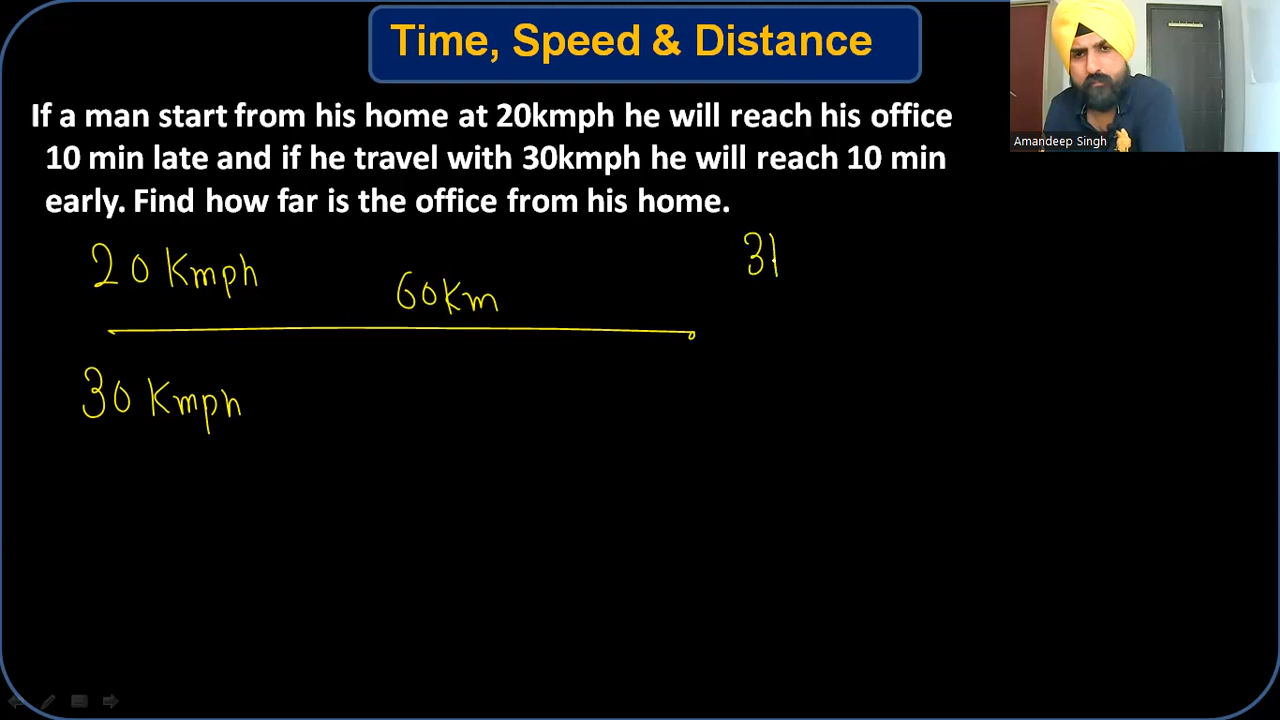 Time, Speed & Distance
If a man start from his home at 20kmph he will reach his office
10 min late and if he travel with 30kmph he will reach 10 min
early. Find how far is the office from his home.
Amandeep Singh
20 Kmph
60Km
3h
30 Kmph